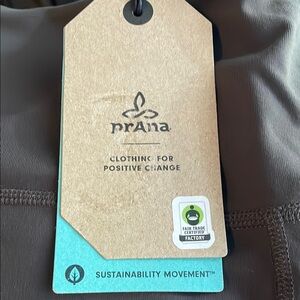 prAna
CLOTHING FOR
POSITIVE CHANGE
FAIR TRADE
CERTIFIED
FACTORY
SUSTAINABILITY MOVEMENT™